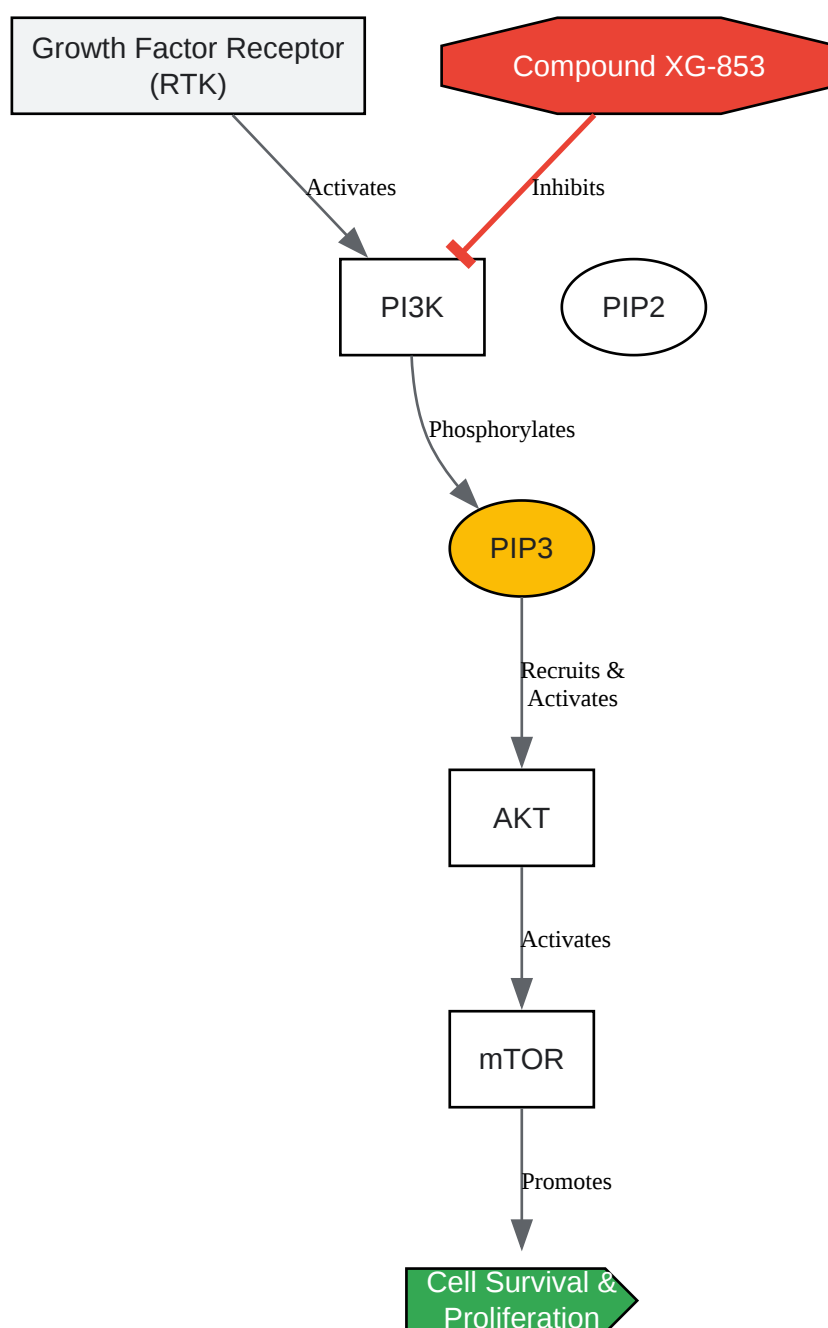 Growth Factor Receptor
(RTK)
Compound XG-853
Activates
Inhibits
PI3K
PIP2
Phosphorylates
PIP3
Recruits &
Activates
AKT
Activates
mTOR
Promotes
Cell Survival &
Proliferation